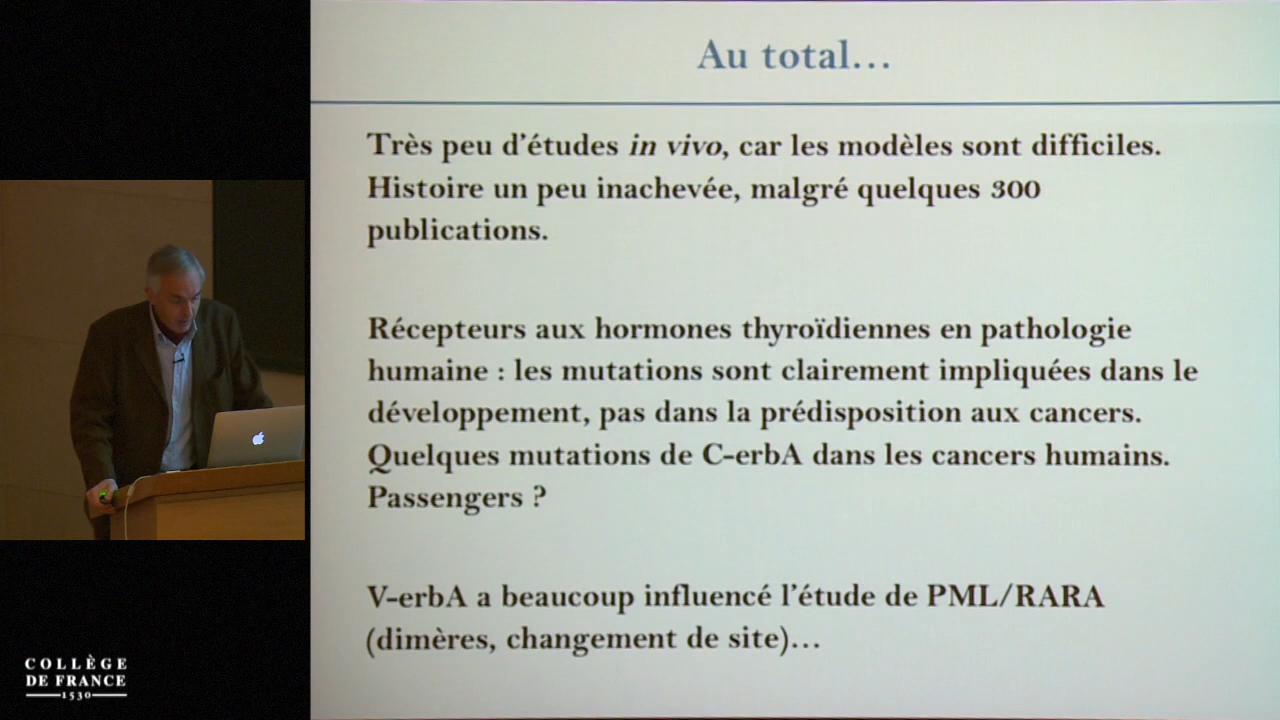 Au total…
Très peu d'études in vivo, car les modèles sont difficiles.
Histoire un peu inachevée, malgré quelques 300
publications.
Récepteurs aux hormones thyroïdiennes en pathologie
humaine : les mutations sont clairement impliquées dans le
développement, pas dans la prédisposition aux cancers.
Quelques mutations de C-erbA dans les cancers humains.
Passengers ?
V-erbA a beaucoup influencé l'étude de PML/RARA
(dimères, changement de site)…
COLLÈGE
DE FRANCE
1530